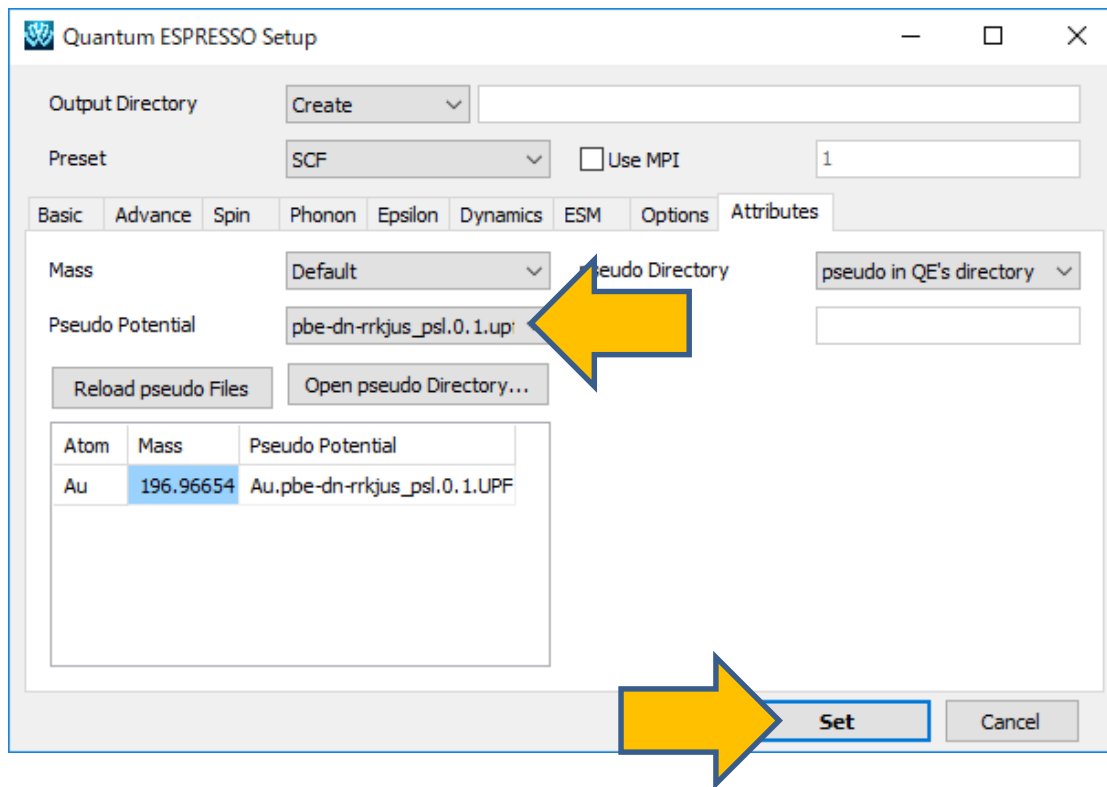 Quantum ESPRESSO Setup
Output Directory Create
Preset SCF Use MPI 1
Basic Advance Spin Phonon Epsilon Dynamics ESM Options Attributes
Mass Default pseudo Directory pseudo in QE's directory
Pseudo Potential pbe-dn-rrkjus_psl.0.1.upf
Reload pseudo Files Open pseudo Directory...
Atom Mass Pseudo Potential
Au 196.96654 Au.pbe-dn-rrkjus_psl.0.1.UPF
Set Cancel